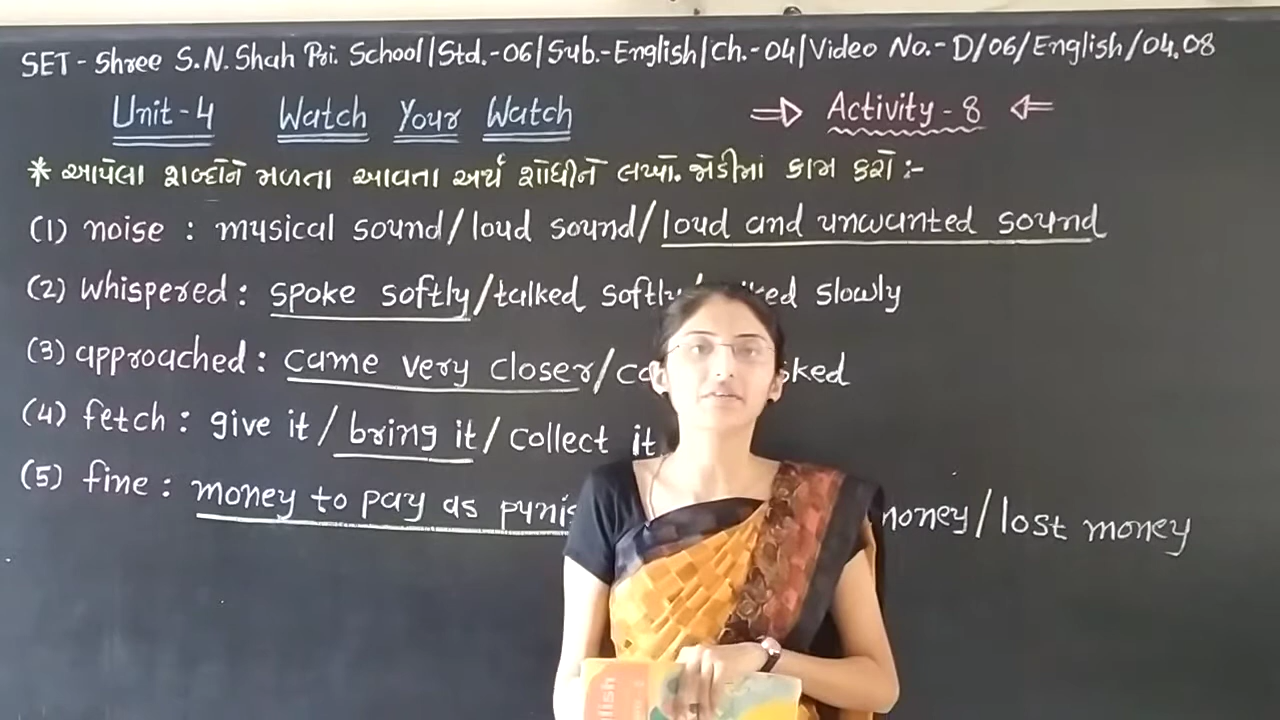 SET - Shree S.N. Shah Pri. School | Std.-06 | Sub.-English | Ch.-04 | Video No.- D/06/English/04.08
Unit-4 Watch Your Watch ⇒ Activity-8 ⇐
* આપેલા શબ્દોને મળતા આવતા અર્થ શોધીને લખો. જોડીમાં કામ કરો :-
(1) noise : musical sound/loud sound/loud and unwanted sound
(2) whispered : spoke softly/talked softly/ slowly
(3) approached : came very closer/
(4) fetch : give it/bring it/collect it
(5) fine : money to pay as money/lost money